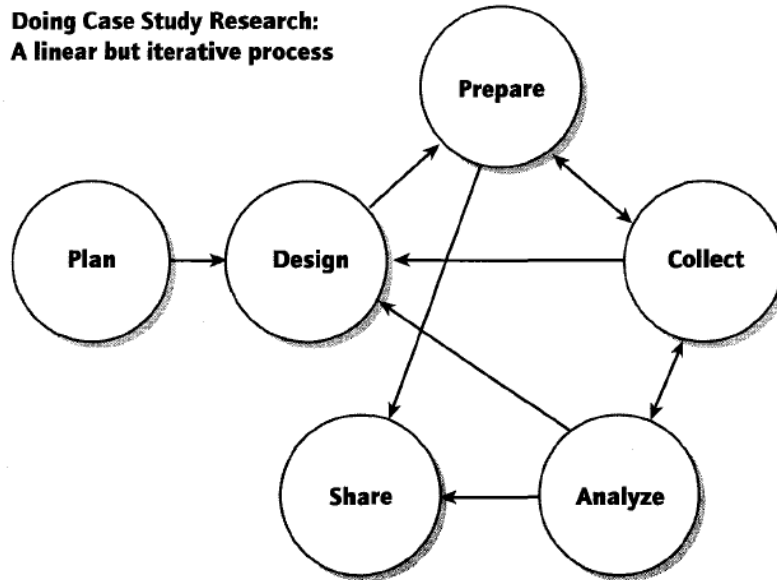 Doing Case Study Research:
A linear but iterative process
Prepare
Plan
Design
Collect
Share
Analyze